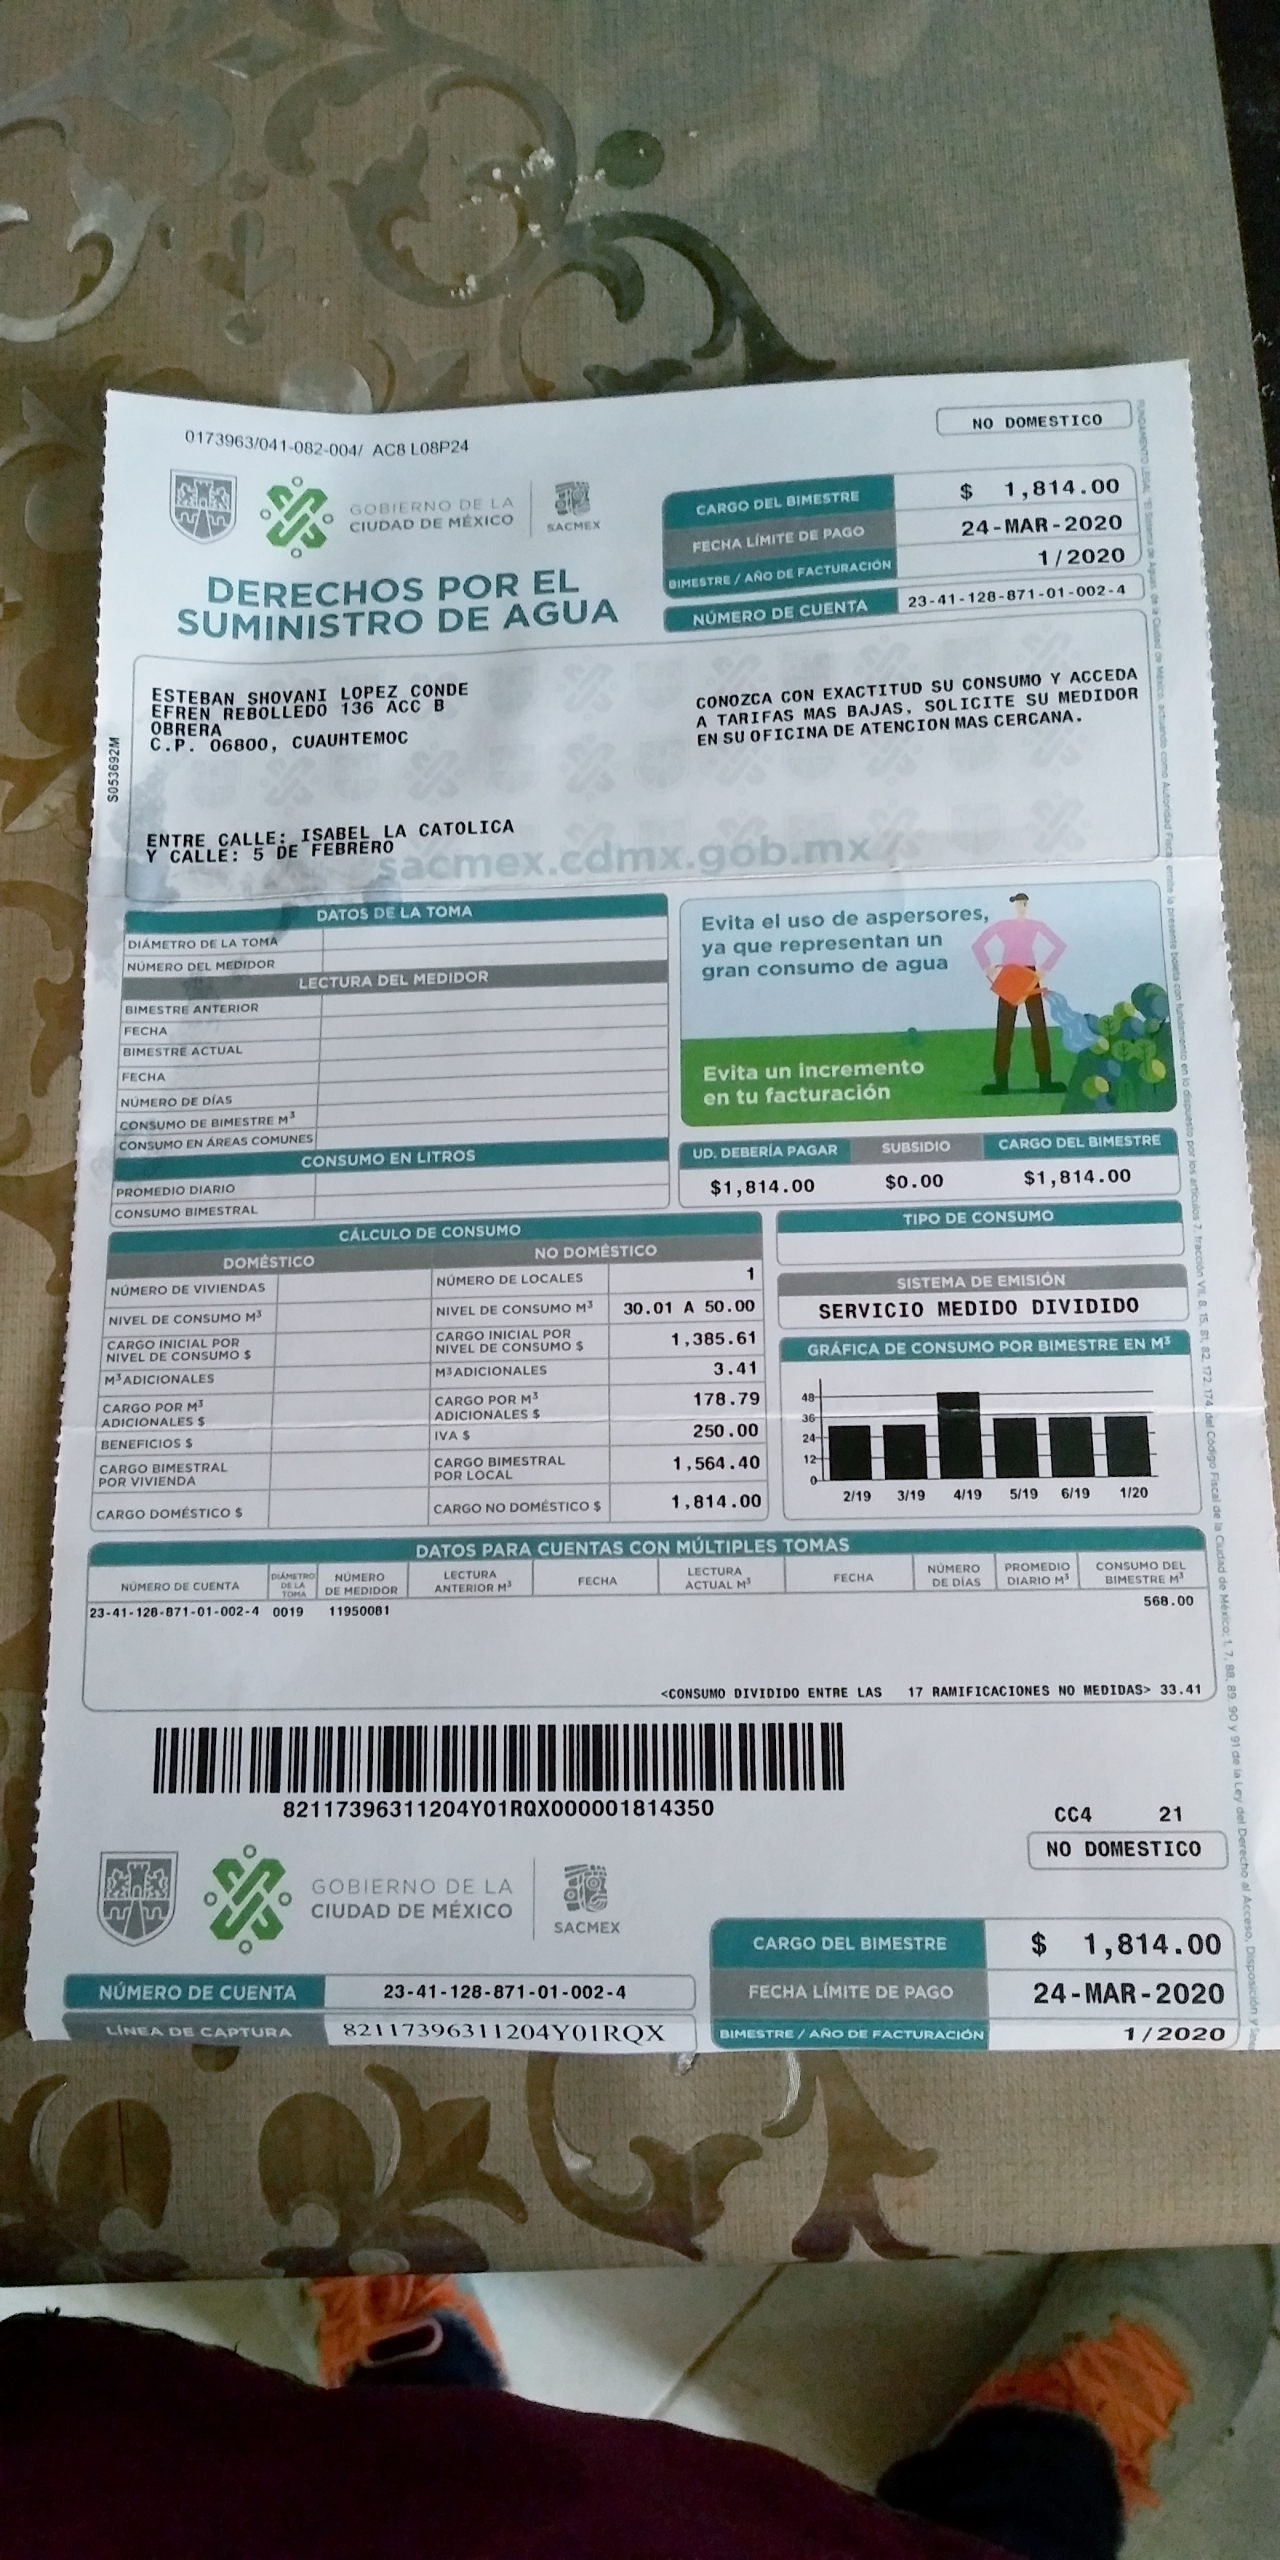 0173963/041-082-004/ AC8 L08P24
NO DOMESTICO
GOBIERNO DE LA
CIUDAD DE MÉXICO
SACMEX
CARGO DEL BIMESTRE $ 1,814.00
FECHA LÍMITE DE PAGO 24-MAR-2020
BIMESTRE / AÑO DE FACTURACIÓN 1/2020
NÚMERO DE CUENTA 23-41-128-871-01-002-4
DERECHOS POR EL
SUMINISTRO DE AGUA
ESTEBAN SHOVANI LOPEZ CONDE
EFREN REBOLLEDO 136 ACC B
OBRERA
C.P. 06800, CUAUHTEMOC
CONOZCA CON EXACTITUD SU CONSUMO Y ACCEDA
A TARIFAS MAS BAJAS. SOLICITE SU MEDIDOR
EN SU OFICINA DE ATENCION MAS CERCANA.
S053692M
ENTRE CALLE: ISABEL LA CATOLICA
Y CALLE: 5 DE FEBRERO
sacmex.cdmx.gob.mx
DATOS DE LA TOMA
DIÁMETRO DE LA TOMA
NÚMERO DEL MEDIDOR
LECTURA DEL MEDIDOR
BIMESTRE ANTERIOR
FECHA
BIMESTRE ACTUAL
FECHA
NÚMERO DE DÍAS
CONSUMO DE BIMESTRE M³
CONSUMO EN ÁREAS COMUNES
CONSUMO EN LITROS
PROMEDIO DIARIO
CONSUMO BIMESTRAL
Evita el uso de aspersores,
ya que representan un
gran consumo de agua
Evita un incremento
en tu facturación
UD. DEBERÍA PAGAR SUBSIDIO CARGO DEL BIMESTRE
$1,814.00 $0.00 $1,814.00
TIPO DE CONSUMO
SISTEMA DE EMISIÓN
SERVICIO MEDIDO DIVIDIDO
GRÁFICA DE CONSUMO POR BIMESTRE EN M³
48
36
24
12
0
2/19 3/19 4/19 5/19 6/19 1/20
CÁLCULO DE CONSUMO
DOMÉSTICO NO DOMÉSTICO
NÚMERO DE VIVIENDAS NÚMERO DE LOCALES 1
NIVEL DE CONSUMO M³ NIVEL DE CONSUMO M³ 30.01 A 50.00
CARGO INICIAL POR CARGO INICIAL POR
NIVEL DE CONSUMO $ NIVEL DE CONSUMO $ 1,385.61
M³ ADICIONALES M³ ADICIONALES 3.41
CARGO POR M³ CARGO POR M³
ADICIONALES $ ADICIONALES $ 178.79
BENEFICIOS $ IVA $ 250.00
CARGO BIMESTRAL CARGO BIMESTRAL
POR VIVIENDA POR LOCAL 1,564.40
CARGO DOMÉSTICO $ CARGO NO DOMÉSTICO $ 1,814.00
DATOS PARA CUENTAS CON MÚLTIPLES TOMAS
NÚMERO DE CUENTA DIÁMETRO DE LA TOMA NÚMERO DE MEDIDOR LECTURA ANTERIOR M³ FECHA LECTURA ACTUAL M³ FECHA NÚMERO DE DÍAS PROMEDIO DIARIO M³ CONSUMO DEL BIMESTRE M³
23-41-128-871-01-002-4 0019 11950081 568.00
<CONSUMO DIVIDIDO ENTRE LAS 17 RAMIFICACIONES NO MEDIDAS> 33.41
82117396311204Y01RQX000001814350
CC4 21
NO DOMESTICO
GOBIERNO DE LA
CIUDAD DE MÉXICO
SACMEX
CARGO DEL BIMESTRE $ 1,814.00
FECHA LÍMITE DE PAGO 24-MAR-2020
BIMESTRE / AÑO DE FACTURACIÓN 1/2020
NÚMERO DE CUENTA 23-41-128-871-01-002-4
LÍNEA DE CAPTURA 82117396311204Y01RQX